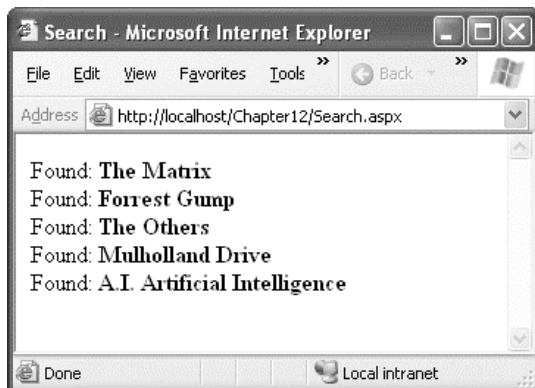 Search - Microsoft Internet Explorer
File Edit View Favorites Tools » Back »
Address http://localhost/Chapter12/Search.aspx
Found: The Matrix
Found: Forrest Gump
Found: The Others
Found: Mulholland Drive
Found: A.I. Artificial Intelligence
Done Local intranet